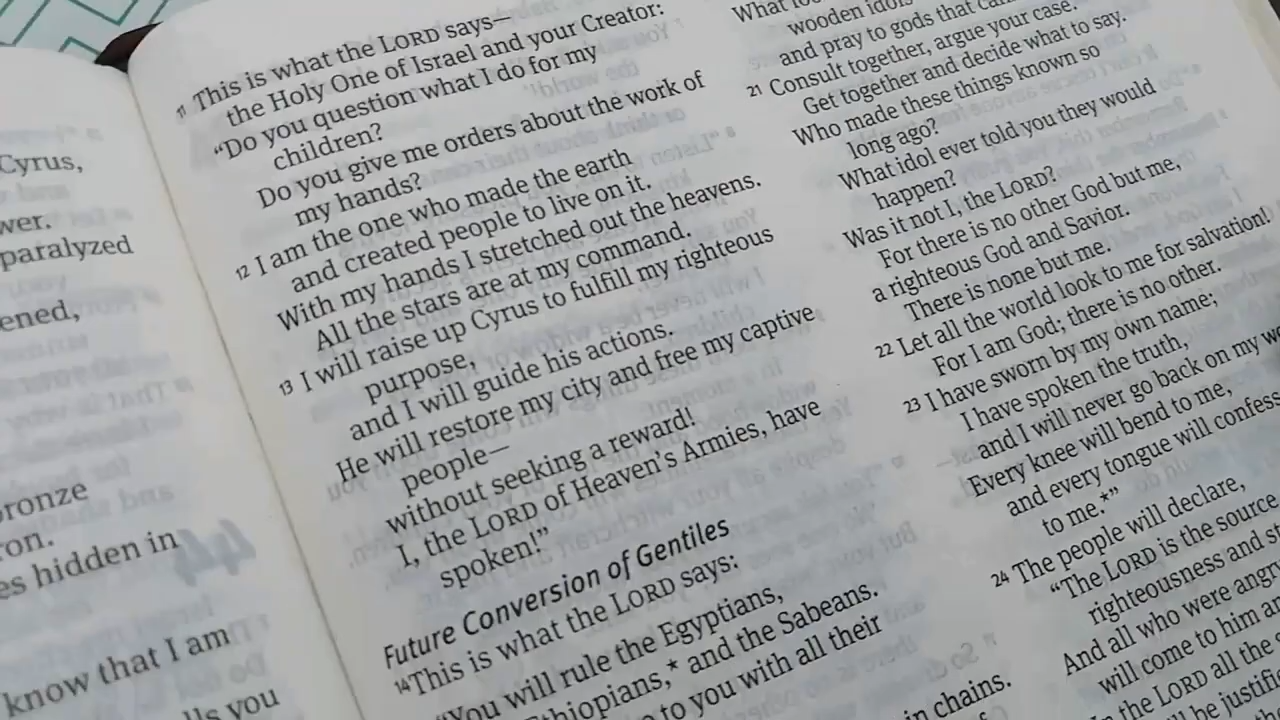 Cyrus,
wer.
paralyzed
ened,
bronze
ron.
es hidden in
know that I am
lls you
11 This is what the LORD says—
the Holy One of Israel and your Creator:
“Do you question what I do for my
children?
Do you give me orders about the work of
my hands?
12 I am the one who made the earth
and created people to live on it.
With my hands I stretched out the heavens.
All the stars are at my command.
13 I will raise up Cyrus to fulfill my righteous
purpose,
and I will guide his actions.
He will restore my city and free my captive
people—
without seeking a reward!
I, the LORD of Heaven’s Armies, have
spoken!”
Future Conversion of Gentiles
14 This is what the LORD says:
“You will rule the Egyptians,
Ethiopians,* and the Sabeans.
to you with all their
in chains.
What
wooden idols
and pray to gods that
21 Consult together, argue your case.
Get together and decide what to say.
Who made these things known so
long ago?
What idol ever told you they would
happen?
Was it not I, the LORD?
For there is no other God but me,
a righteous God and Savior.
There is none but me.
22 Let all the world look to me for salvation!
For I am God; there is no other.
23 I have sworn by my own name;
I have spoken the truth,
and I will never go back on my
Every knee will bend to me,
and every tongue will confess
to me.*”
24 The people will declare,
“The LORD is the source
righteousness and
And all who were angry
will come to him
the LORD all the
be